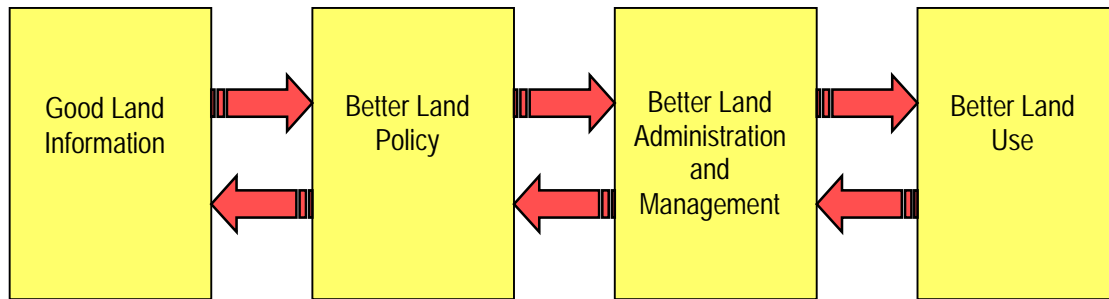 Good Land
Information
Better Land
Policy
Better Land
Administration
and
Management
Better Land
Use